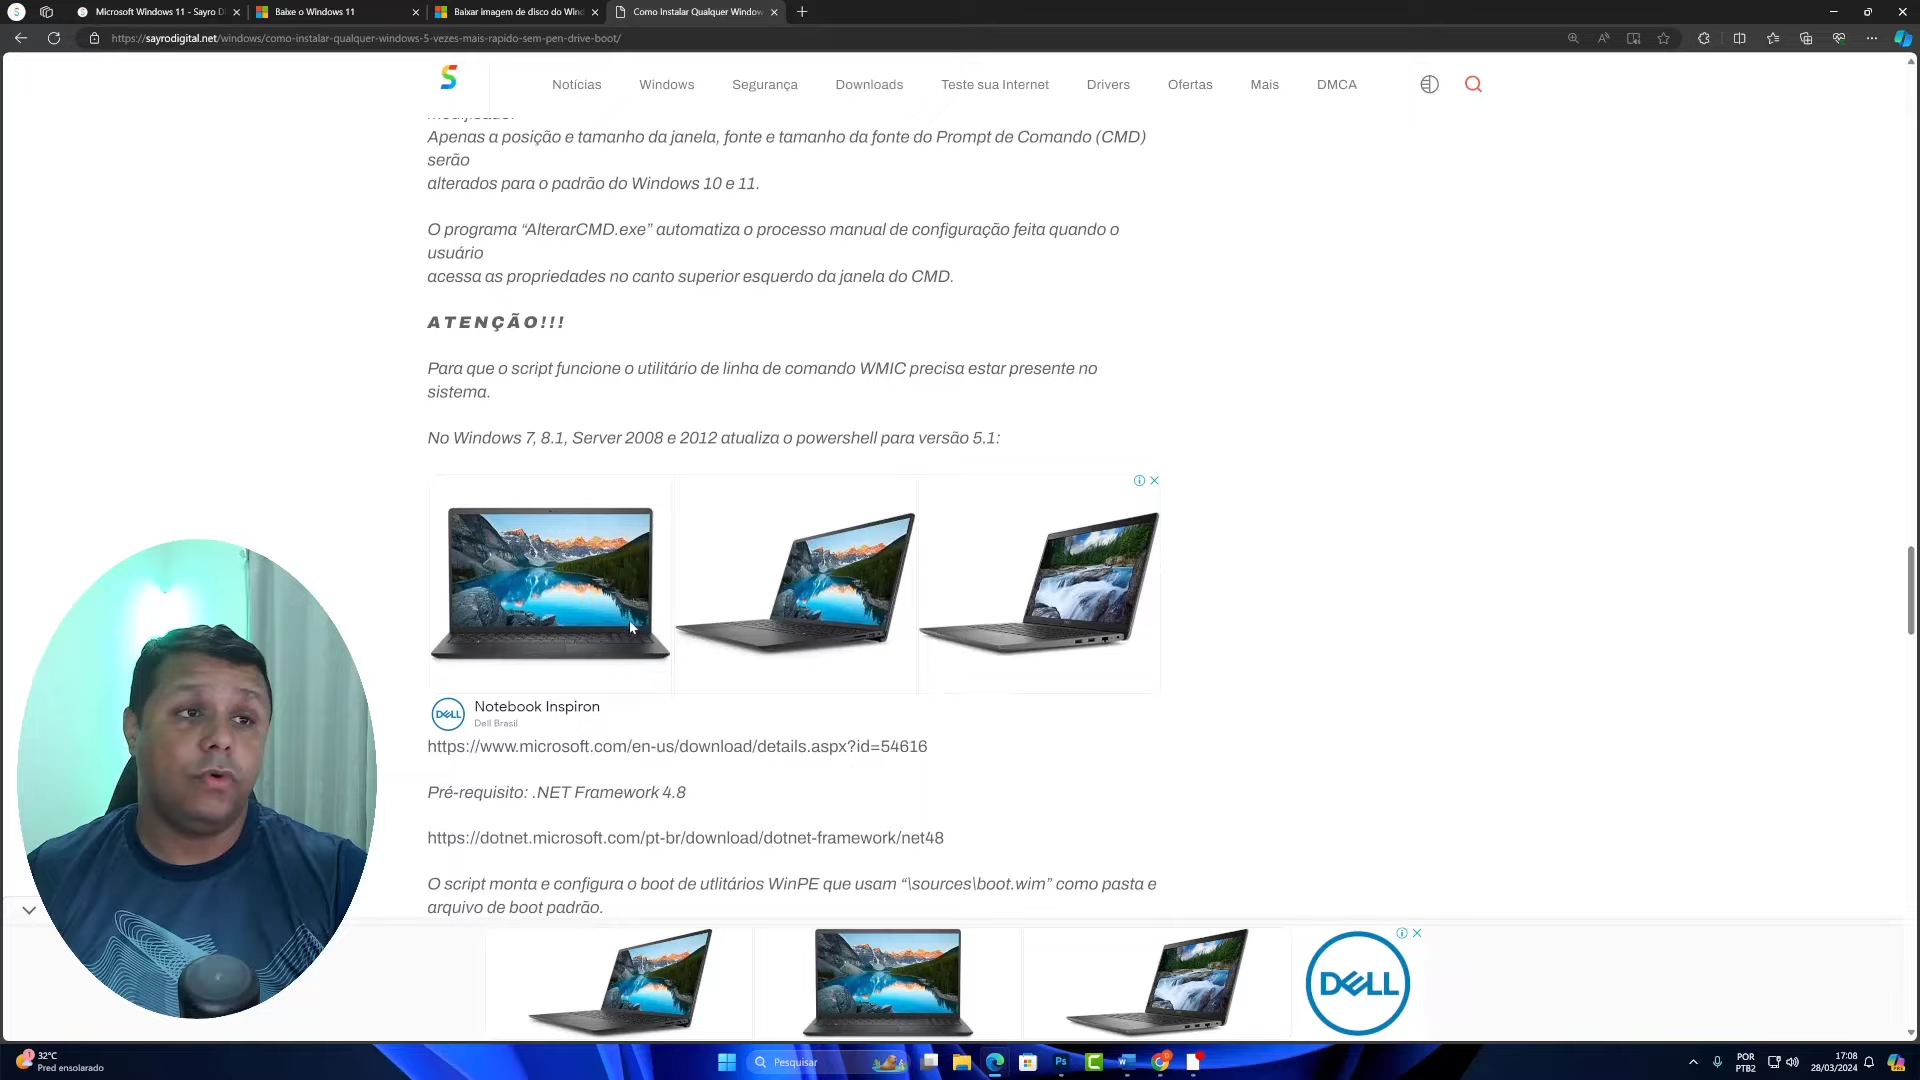 Microsoft Windows 11 - Sayro D
Baixe o Windows 11
Baixar imagem de disco do Win
Como Instalar Qualquer Window
https://sayrodigital.net/windows/como-instalar-qualquer-windows-5-vezes-mais-rapido-sem-pen-drive-boot/
S
Notícias
Windows
Segurança
Downloads
Teste sua Internet
Drivers
Ofertas
Mais
DMCA
Apenas a posição e tamanho da janela, fonte e tamanho da fonte do Prompt de Comando (CMD)
serão
alterados para o padrão do Windows 10 e 11.
O programa “AlterarCMD.exe” automatiza o processo manual de configuração feita quando o
usuário
acessa as propriedades no canto superior esquerdo da janela do CMD.
ATENÇÃO!!!
Para que o script funcione o utilitário de linha de comando WMIC precisa estar presente no
sistema.
No Windows 7, 8.1, Server 2008 e 2012 atualiza o powershell para versão 5.1:
DELL
Notebook Inspiron
Dell Brasil
https://www.microsoft.com/en-us/download/details.aspx?id=54616
Pré-requisito: .NET Framework 4.8
https://dotnet.microsoft.com/pt-br/download/dotnet-framework/net48
O script monta e configura o boot de utlitários WinPE que usam “\sources\boot.wim” como pasta e
arquivo de boot padrão.
DELL
1
32°C
Pred ensolarado
Pesquisar
Ps
W
POR
PTB2
17:08
28/03/2024